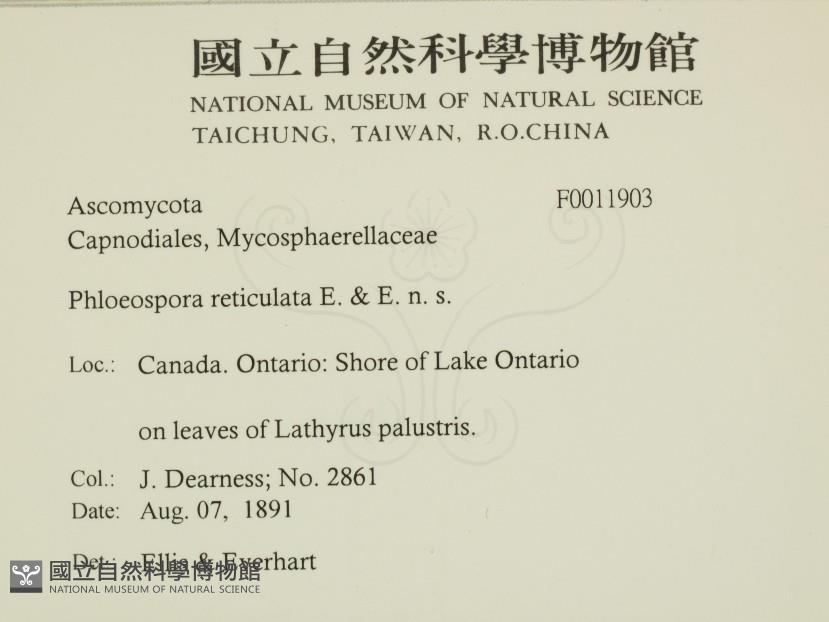 國立自然科學博物館
NATIONAL MUSEUM OF NATURAL SCIENCE
TAICHUNG, TAIWAN, R.O.CHINA
Ascomycota F0011903
Capnodiales, Mycosphaerellaceae
Phloeospora reticulata E. & E. n. s.
Loc.: Canada. Ontario: Shore of Lake Ontario
on leaves of Lathyrus palustris.
Col.: J. Dearness; No. 2861
Date: Aug. 07, 1891
Det.: Ellis & Everhart
國立自然科學博物館
NATIONAL MUSEUM OF NATURAL SCIENCE